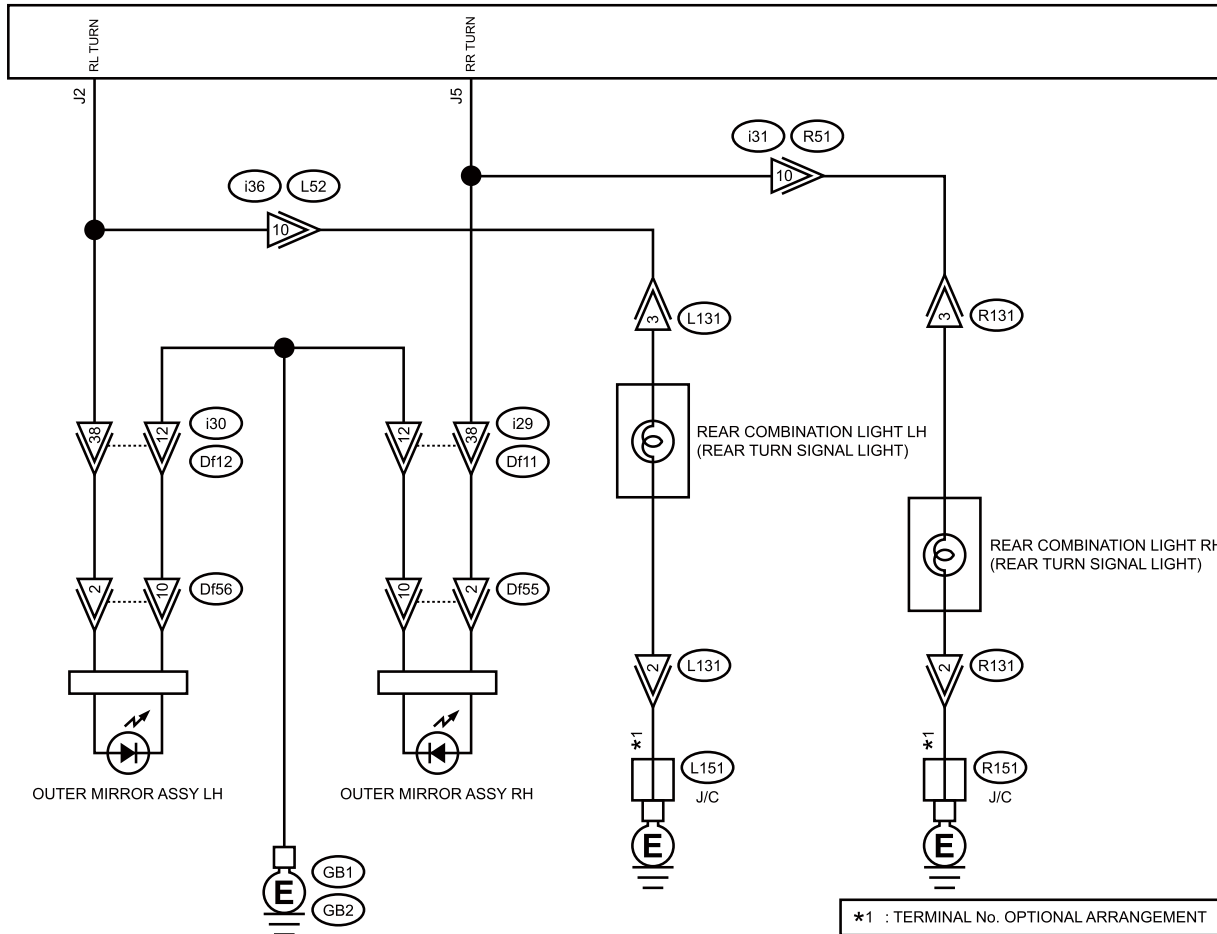 RL TURN
RR TURN
J2
J5
i31 R51
10
i36 L52
10
3 L131
3 R131
38 12 i30
Df12
12 38 i29
Df11
REAR COMBINATION LIGHT LH
(REAR TURN SIGNAL LIGHT)
REAR COMBINATION LIGHT RH
(REAR TURN SIGNAL LIGHT)
2 10 Df56
10 2 Df55
2 L131
2 R131
*1
*1
L151
J/C
R151
J/C
OUTER MIRROR ASSY LH
OUTER MIRROR ASSY RH
E
E
E
GB1
GB2
*1 : TERMINAL No. OPTIONAL ARRANGEMENT